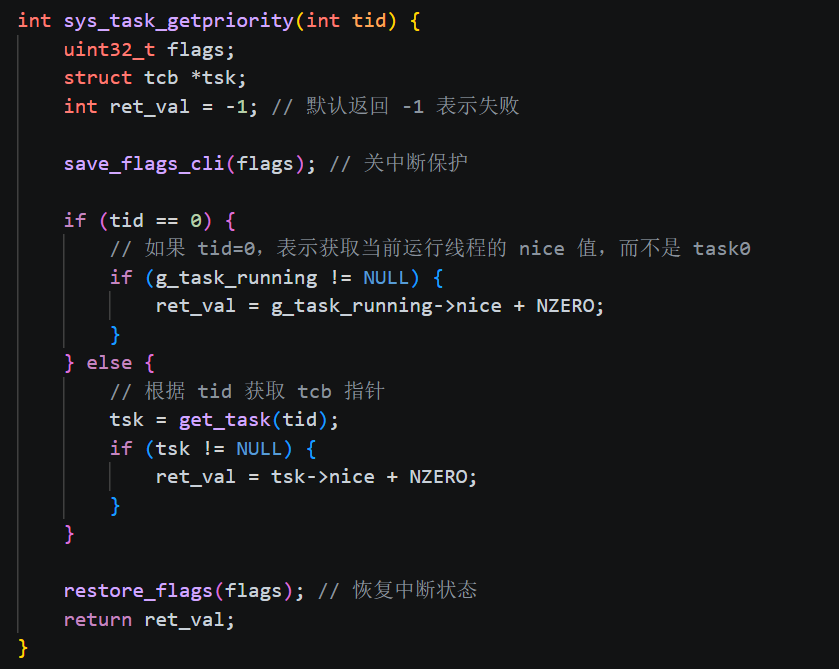 int sys_task_getpriority(int tid) {
    uint32_t flags;
    struct tcb *tsk;
    int ret_val = -1; // 默认返回 -1 表示失败

    save_flags_cli(flags); // 关中断保护

    if (tid == 0) {
        // 如果 tid=0，表示获取当前运行线程的 nice 值，而不是 task0
        if (g_task_running != NULL) {
            ret_val = g_task_running->nice + NZERO;
        }
    } else {
        // 根据 tid 获取 tcb 指针
        tsk = get_task(tid);
        if (tsk != NULL) {
            ret_val = tsk->nice + NZERO;
        }
    }

    restore_flags(flags); // 恢复中断状态
    return ret_val;
}